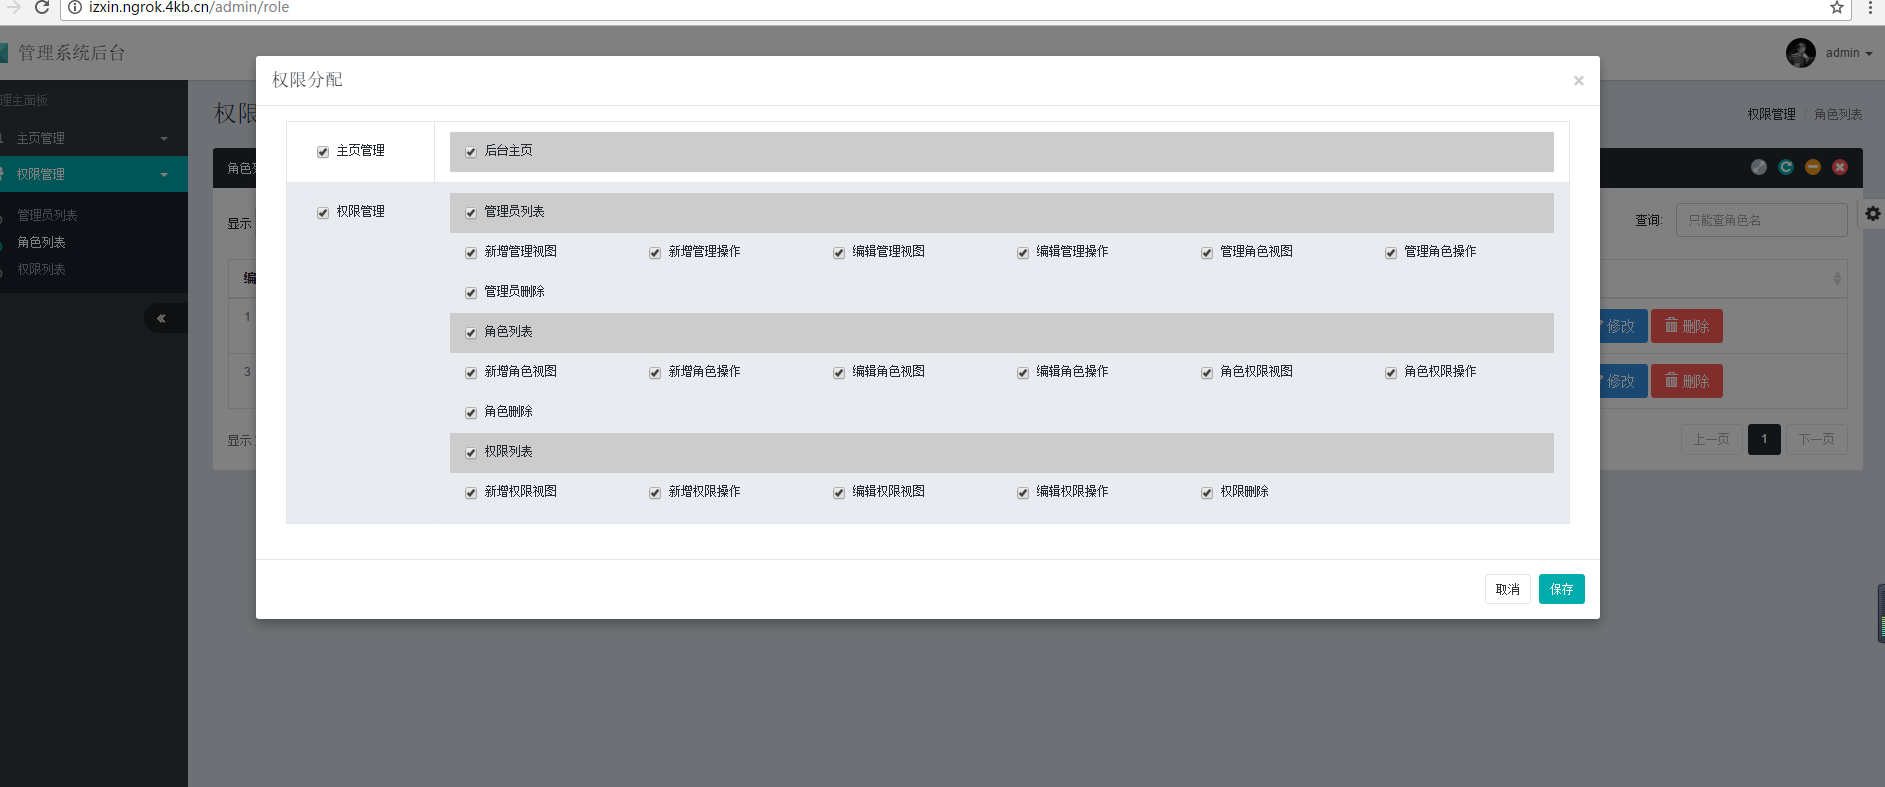 izxin.ngrok.4kb.cn/admin/role
管理系统后台
admin
权限分配
×
理主面板
主页管理
权限管理
管理员列表
角色列表
权限列表
权限
权限管理 / 角色列表
角色列
显示
查询:
只能查角色名
编
1
修改 删除
3
修改 删除
显示
上一页 1 下一页
主页管理
后台主页
权限管理
管理员列表
新增管理视图 新增管理操作 编辑管理视图 编辑管理操作 管理角色视图 管理角色操作
管理员删除
角色列表
新增角色视图 新增角色操作 编辑角色视图 编辑角色操作 角色权限视图 角色权限操作
角色删除
权限列表
新增权限视图 新增权限操作 编辑权限视图 编辑权限操作 权限删除
取消 保存